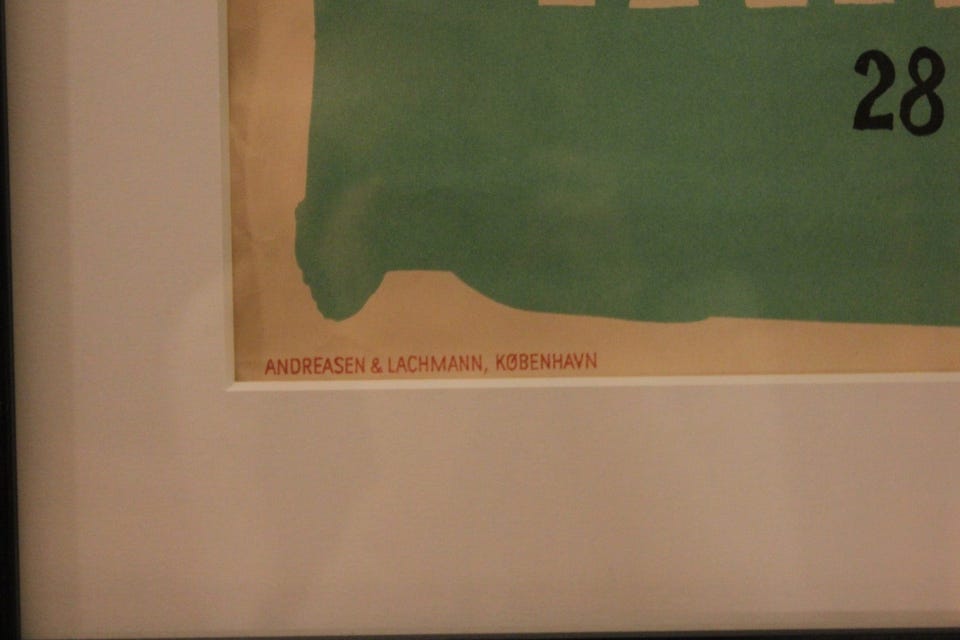 28
ANDREASEN & LACHMANN, KØBENHAVN